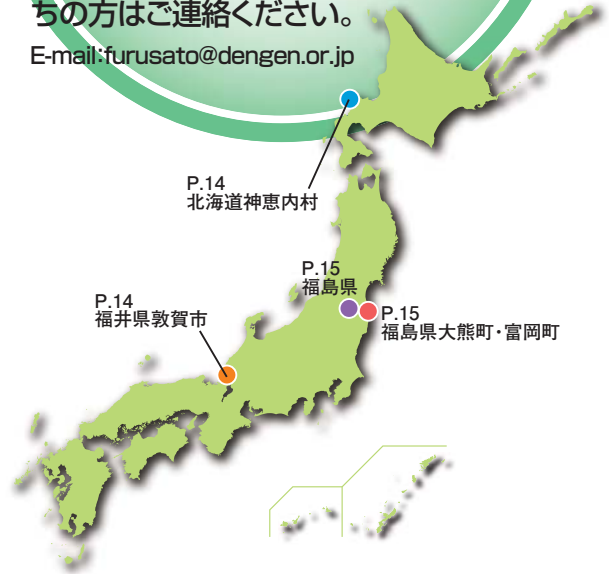 ちの方はご連絡ください。
E-mail:furusato@dengen.or.jp
P.14
北海道神恵内村
P.15
福島県
P.14
福井県敦賀市
P.15
福島県大熊町・富岡町